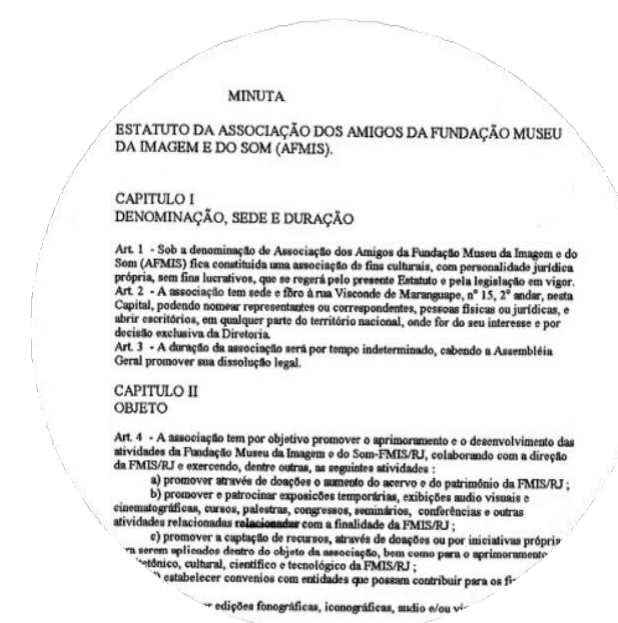 MINUTA
ESTATUTO DA ASSOCIAÇÃO DOS AMIGOS DA FUNDAÇÃO MUSEU
DA IMAGEM E DO SOM (AFMIS).
CAPITULO I
DENOMINAÇÃO, SEDE E DURAÇÃO
Art. 1 - Sob a denominação de Associação dos Amigos da Fundação Museu da Imagem e do
Som (AFMIS) fica constituída uma associação de fins culturais, com personalidade jurídica
própria, sem fins lucrativos, que se regerá pelo presente Estatuto e pela legislação em vigor.
Art. 2 - A associação tem sede e fôro à rua Visconde de Maranguape, nº 15, 2º andar, nesta
Capital, podendo nomear representantes ou correspondentes, pessoas físicas ou jurídicas, e
abrir escritórios, em qualquer parte do território nacional, onde for do seu interesse e por
decisão exclusiva da Diretoria.
Art. 3 - A duração da associação será por tempo indeterminado, cabendo a Assembléia
Geral promover sua dissolução legal.
CAPITULO II
OBJETO
Art. 4 - A associação tem por objetivo promover o aprimoramento e o desenvolvimento das
atividades da Fundação Museu da Imagem e do Som-FMIS/RJ, colaborando com a direção
da FMIS/RJ e exercendo, dentre outras, as seguintes atividades :
a) promover através de doações o aumento do acervo e do patrimônio da FMIS/RJ ;
b) promover e patrocinar exposicões temporárias, exibições audio visuais e
cinematográficas, cursos, palestras, congressos, seminários, conferências e outras
atividades relacionadas relacionadas com a finalidade da FMIS/RJ ;
c) promover a captação de recursos, através de donções ou por iniciativas própria
serem aplicados dentro do objeto da associação, bem como para o aprimoramento
cultural, científico e tecnológico da FMIS/RJ ;
estabelecer convenios com entidades que possam contribuir para os
edições fonográficas, iconográficas, audio e/ou